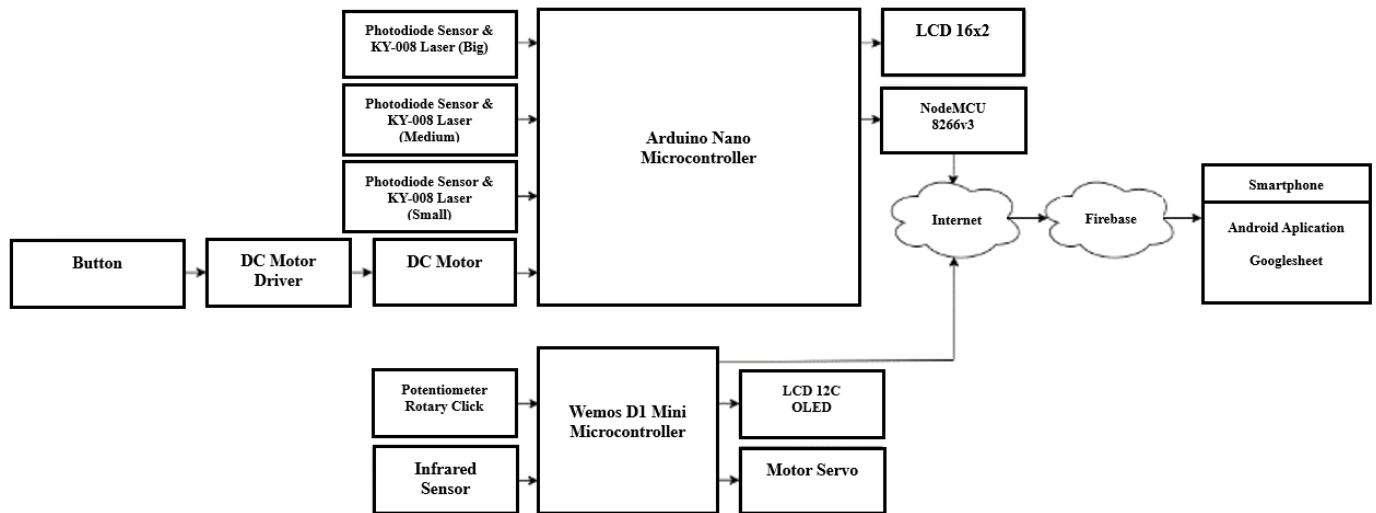 Photodiode Sensor &
KY-008 Laser (Big)
LCD 16x2
Photodiode Sensor &
KY-008 Laser
(Medium)
NodeMCU
8266v3
Arduino Nano
Microcontroller
Photodiode Sensor &
KY-008 Laser
(Small)
Internet
Firebase
Smartphone
Android Aplication
Googlesheet
Button
DC Motor
Driver
DC Motor
Potentiometer
Rotary Click
Wemos D1 Mini
Microcontroller
LCD 12C
OLED
Infrared
Sensor
Motor Servo